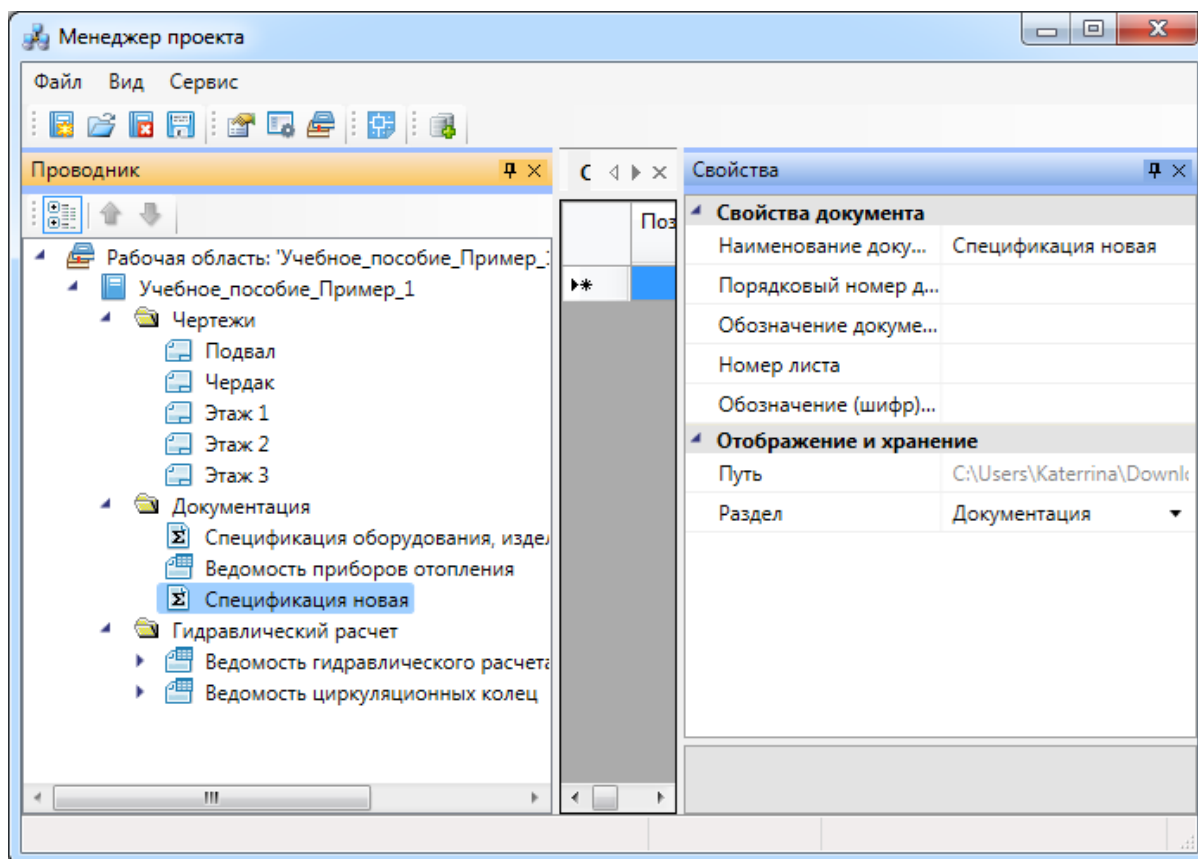 Менеджер проекта
Файл Вид Сервис
Проводник
Рабочая область: 'Учебное_пособие_Пример_
Учебное_пособие_Пример_1
Чертежи
Подвал
Чердак
Этаж 1
Этаж 2
Этаж 3
Документация
Спецификация оборудования, издел
Ведомость приборов отопления
Спецификация новая
Гидравлический расчет
Ведомость гидравлического расчета
Ведомость циркуляционных колец
С
Поз
Свойства
Свойства документа
Наименование доку... Спецификация новая
Порядковый номер д...
Обозначение докуме...
Номер листа
Обозначение (шифр)...
Отображение и хранение
Путь C:\Users\Katerrina\Downlo
Раздел Документация